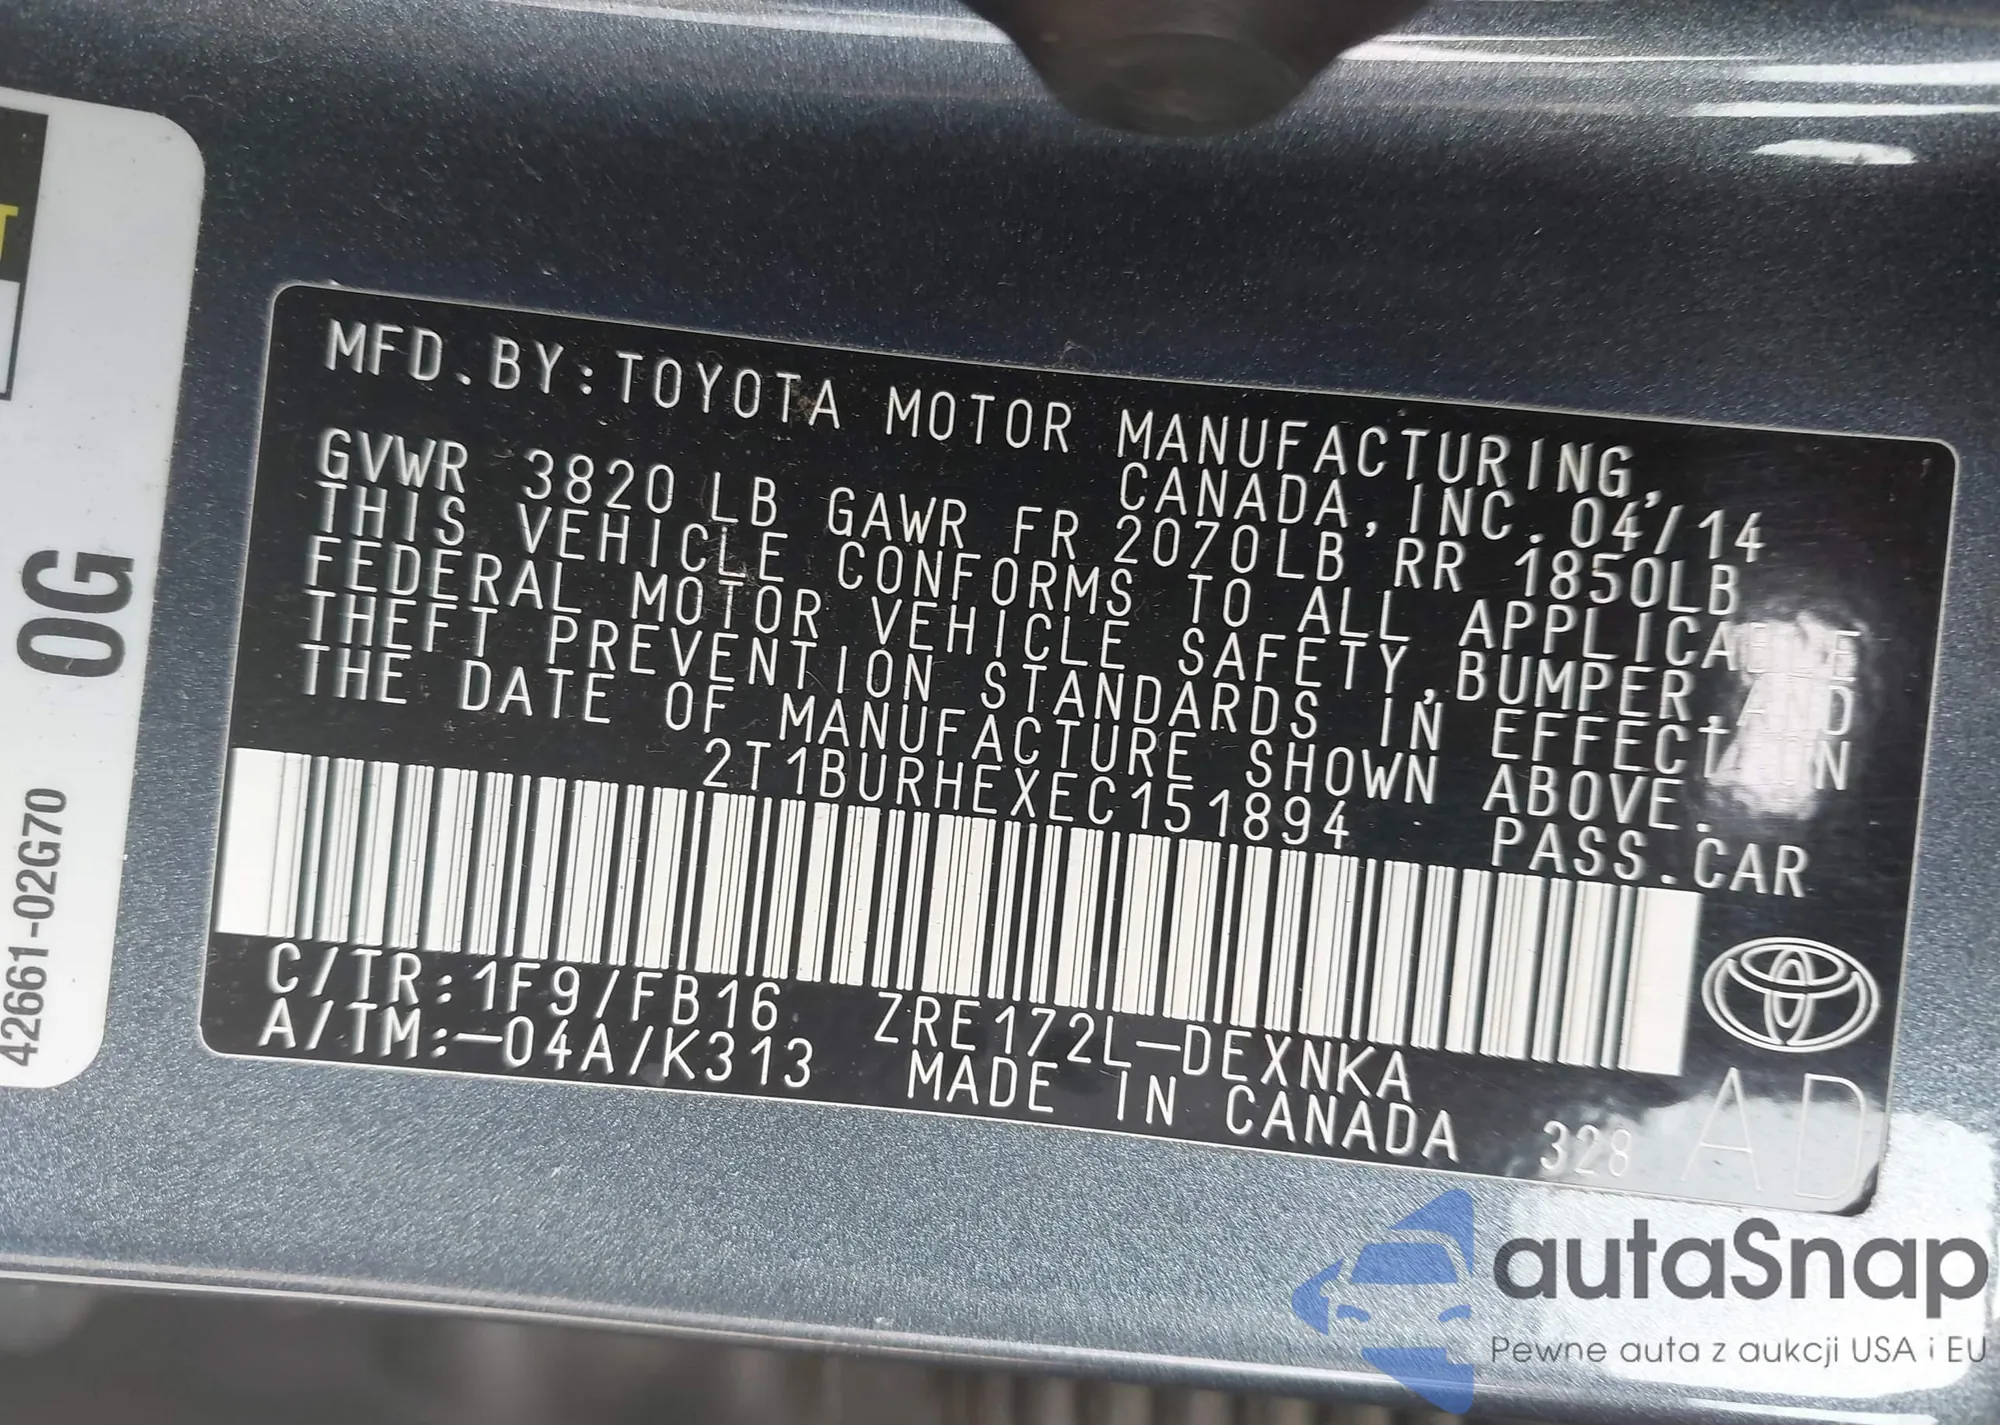 MFD.BY:TOYOTA MOTOR MANUFACTURING,
CANADA, INC. 04/14
GVWR 3820LB GAWR FR 2070LB RR 1850LB
THIS VEHICLE CONFORMS TO ALL APPLICABLE
FEDERAL MOTOR VEHICLE SAFETY, BUMPER, AND
THEFT PREVENTION STANDARDS IN EFFECT ON
THE DATE OF MANUFACTURE SHOWN ABOVE.
2T1BURHEXEC151894 PASS.CAR
C/TR:1F9/FB16 ZRE172L-DEXNKA
A/TM:-04A/K313 MADE IN CANADA 328 AD
T
0G
42661-02G70
autaSnap
Pewne auta z aukcji USA i EU